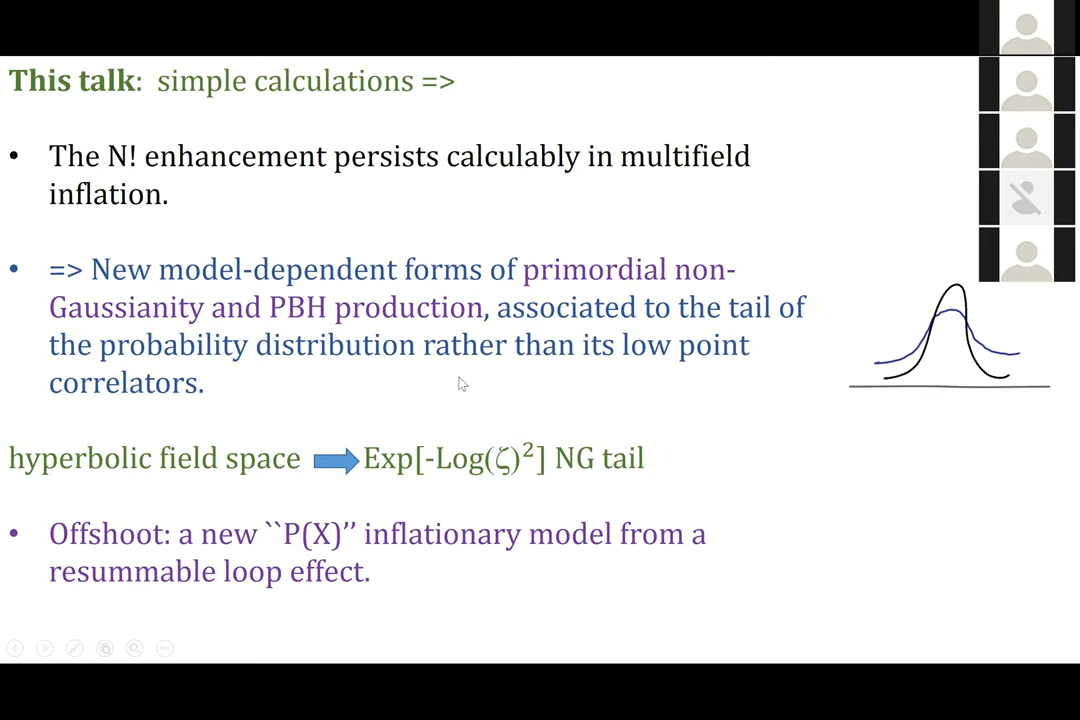 This talk: simple calculations =>
• The N! enhancement persists calculably in multifield
inflation.
• => New model-dependent forms of primordial non-
Gaussianity and PBH production, associated to the tail of
the probability distribution rather than its low point
correlators.
hyperbolic field space Exp[-Log(ζ)²] NG tail
• Offshoot: a new ``P(X)’’ inflationary model from a
resummable loop effect.